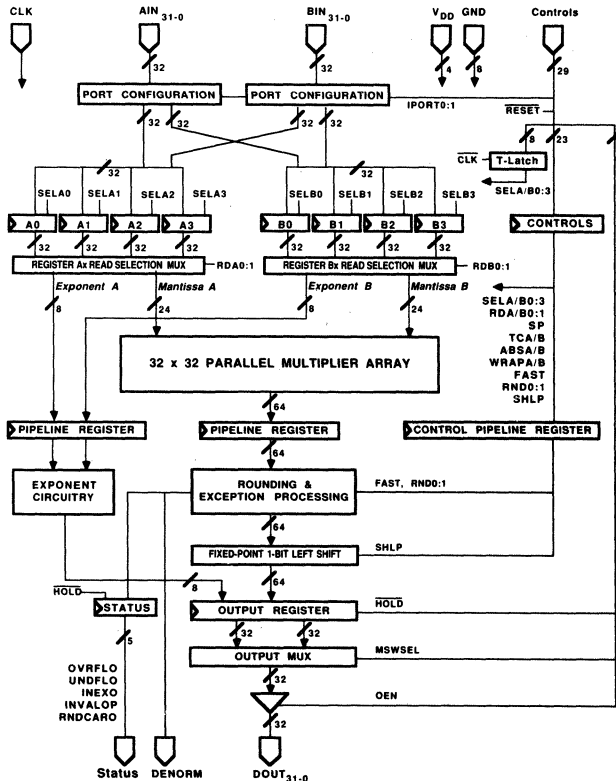 CLK AIN31-0 BIN31-0 VDD GND Controls
32 32 4 8 29
PORT CONFIGURATION PORT CONFIGURATION
IPORT0:1
RESET
32 32 32 32
8 23
CLK T-Latch
32 32
SELA/B0:3
SELA0 SELA1 SELA2 SELA3 SELB0 SELB1 SELB2 SELB3
A0 A1 A2 A3 B0 B1 B2 B3 CONTROLS
32 32 32 32 32 32 32 32
REGISTER Ax READ SELECTION MUX RDA0:1 REGISTER Bx READ SELECTION MUX RDB0:1
Exponent A Mantissa A Exponent B Mantissa B
8 24 8 24
SELA/B0:3
RDA/B0:1
SP
TCA/B
ABSA/B
WRAPA/B
FAST
RND0:1
SHLP
32 x 32 PARALLEL MULTIPLIER ARRAY
64
PIPELINE REGISTER PIPELINE REGISTER CONTROL PIPELINE REGISTER
64
EXPONENT
CIRCUITRY
ROUNDING &
EXCEPTION PROCESSING
FAST, RND0:1
64
FIXED-POINT 1-BIT LEFT SHIFT SHLP
8 64
HOLD
STATUS OUTPUT REGISTER HOLD
5 32 32
OUTPUT MUX MSWSEL
OVRFLO
UNDFLO
INEXO
INVALOP
RNDCARO
32
OEN
32
Status DENORM DOUT31-0